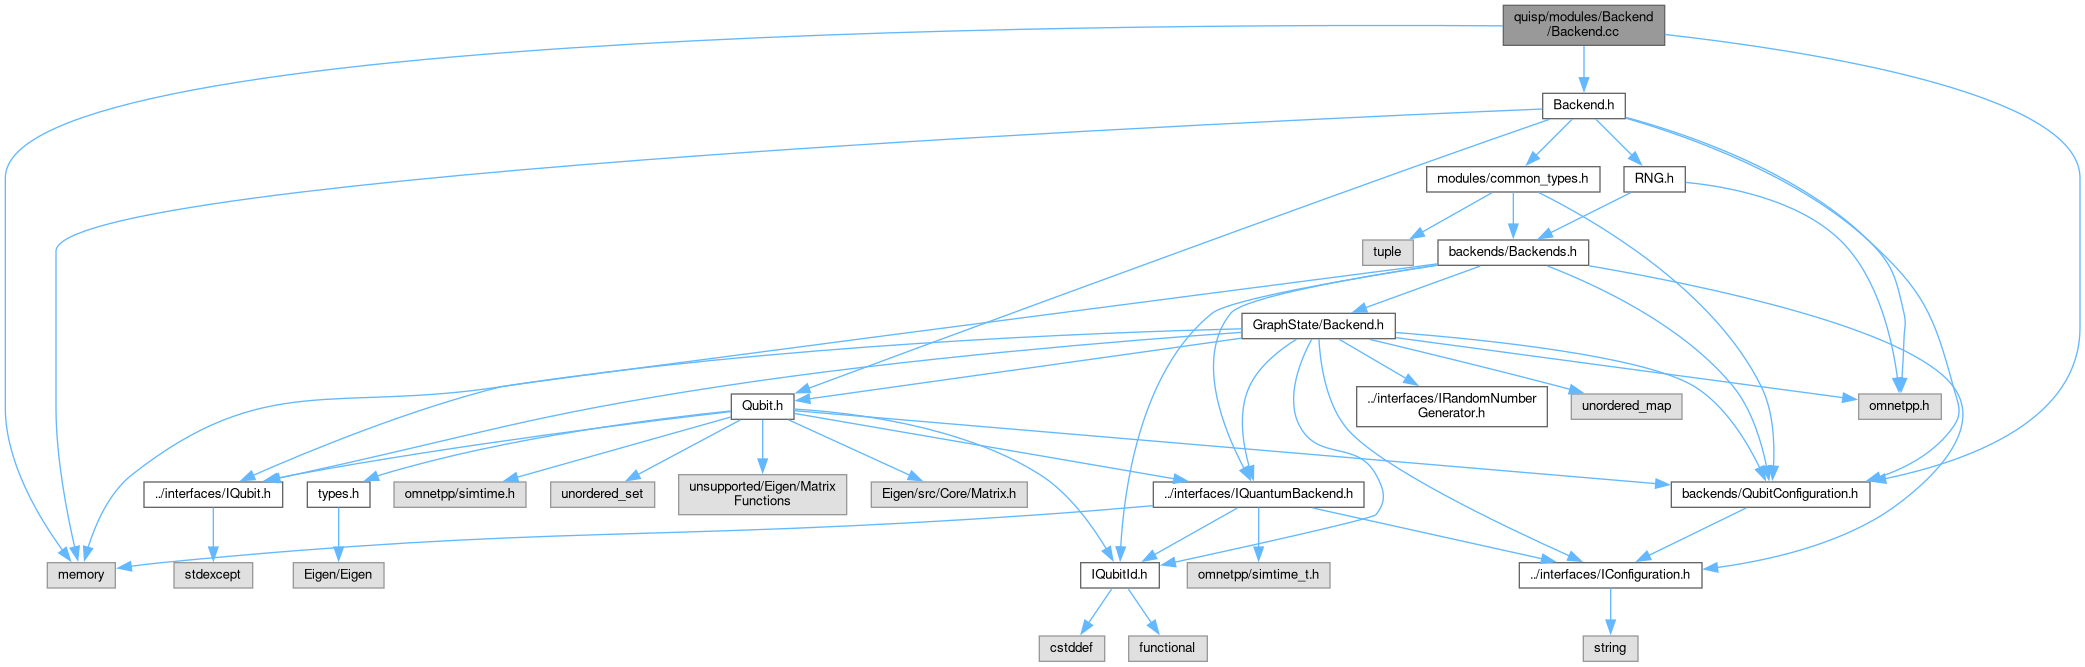 quisp/modules/Backend
/Backend.cc
Backend.h
modules/common_types.h
RNG.h
tuple
backends/Backends.h
GraphState/Backend.h
Qubit.h
../interfaces/IRandomNumber
Generator.h
unordered_map
omnetpp.h
../interfaces/IQubit.h
types.h
omnetpp/simtime.h
unordered_set
unsupported/Eigen/Matrix
Functions
Eigen/src/Core/Matrix.h
../interfaces/IQuantumBackend.h
backends/QubitConfiguration.h
memory
stdexcept
Eigen/Eigen
IQubitId.h
omnetpp/simtime_t.h
../interfaces/IConfiguration.h
cstddef
functional
string